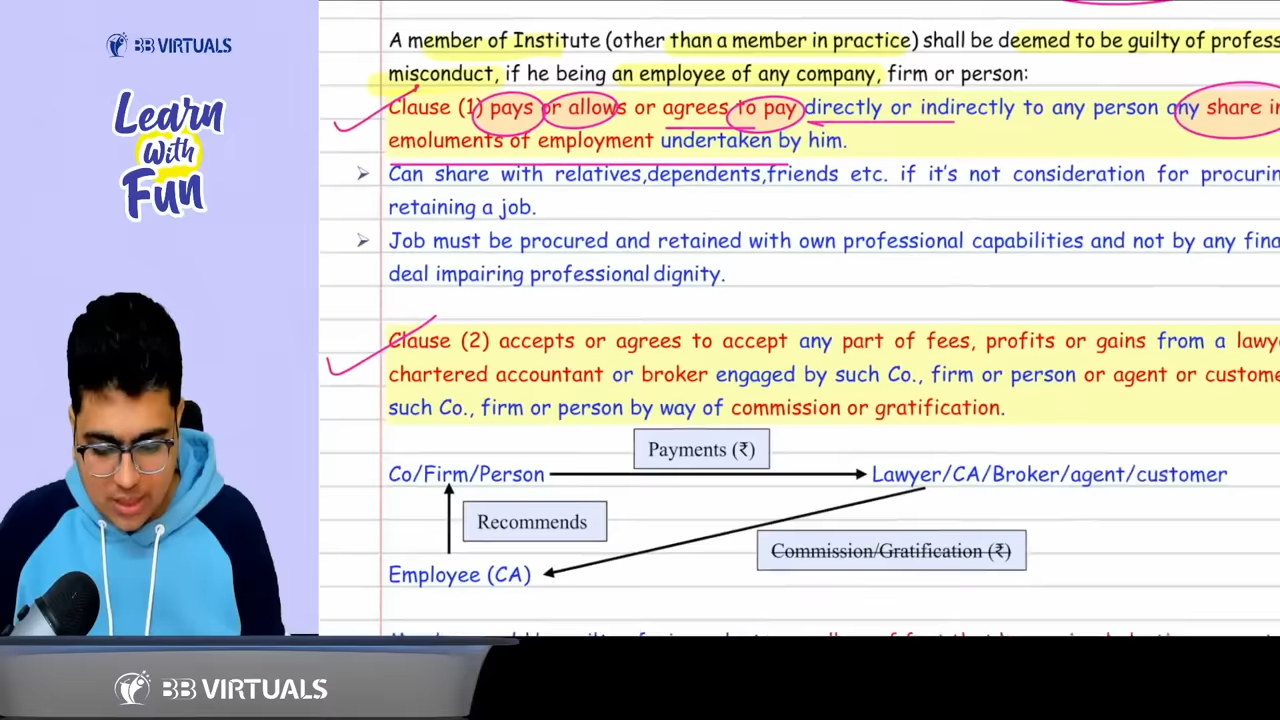 BB VIRTUALS
Learn
With
Fun
A member of Institute (other than a member in practice) shall be deemed to be guilty of profess
misconduct, if he being an employee of any company, firm or person:
Clause (1) pays or allows or agrees to pay directly or indirectly to any person any share in
emoluments of employment undertaken by him.
➢ Can share with relatives,dependents,friends etc. if it's not consideration for procurin
retaining a job.
➢ Job must be procured and retained with own professional capabilities and not by any fina
deal impairing professional dignity.
Clause (2) accepts or agrees to accept any part of fees, profits or gains from a lawye
chartered accountant or broker engaged by such Co., firm or person or agent or custome
such Co., firm or person by way of commission or gratification.
Payments (₹)
Co/Firm/Person
Lawyer/CA/Broker/agent/customer
Recommends
Commission/Gratification (₹)
Employee (CA)
BB VIRTUALS